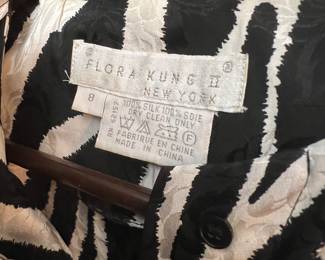 FLORA KUNG II ®
NEW YORK
8
100% SILK 100% SOIE
DRY CLEAN ONLY
FABRIQUE EN CHINE
MADE IN
CHINA